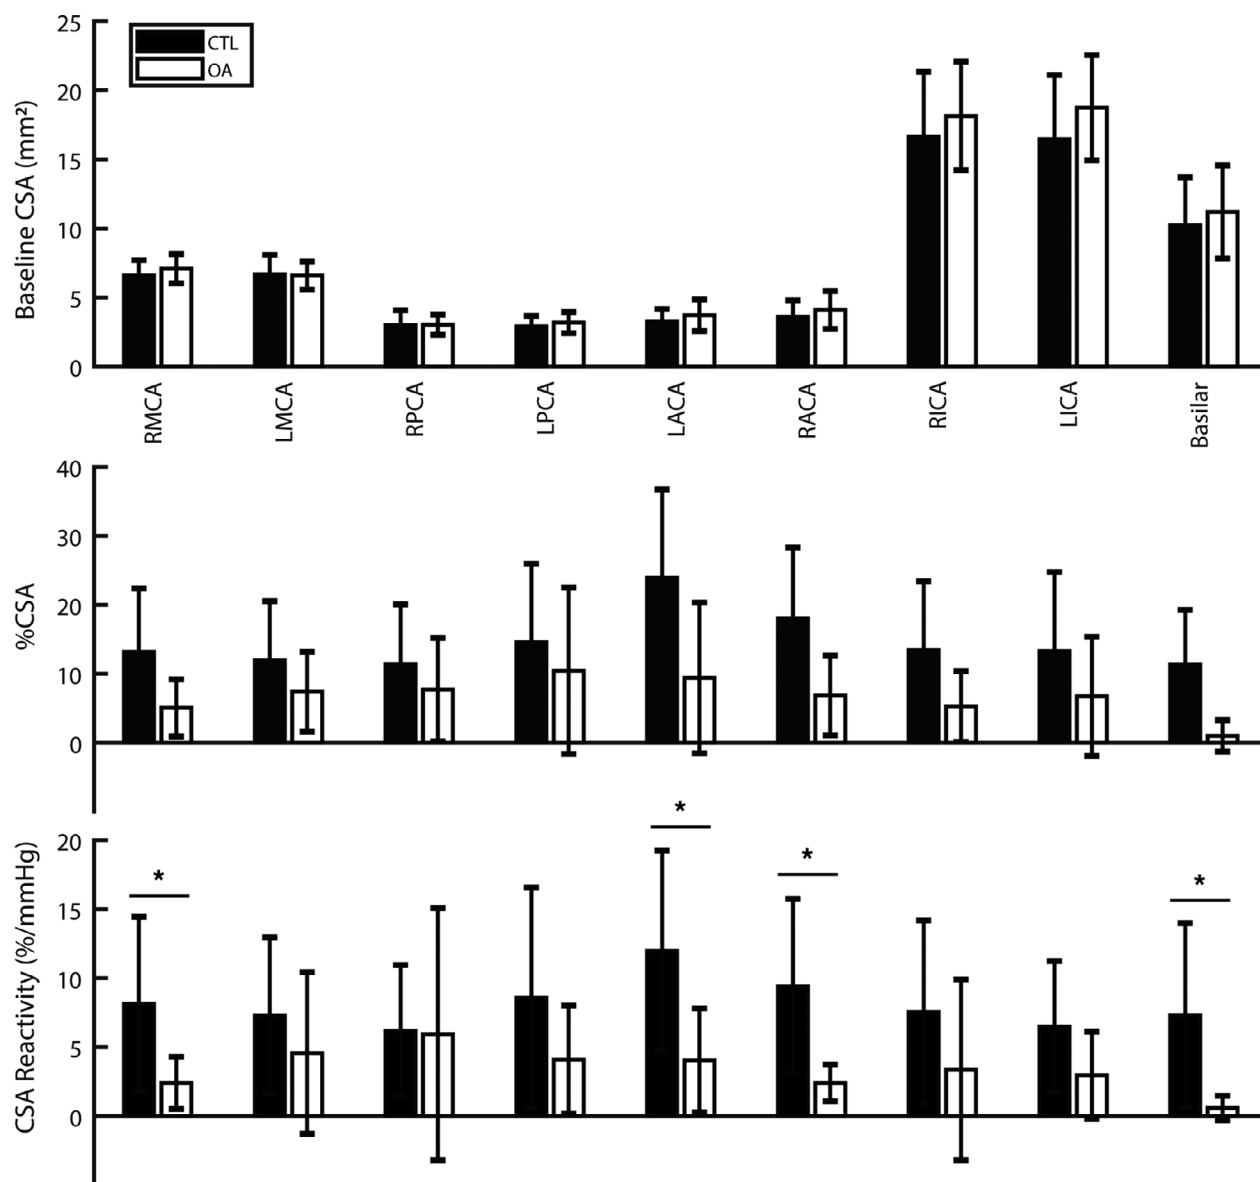 25
20
15
10
5
0
Baseline CSA (mm²)
CTL
OA
RMCA
LMCA
RPCA
LPCA
LACA
RACA
RICA
LICA
Basilar
40
30
20
10
0
%CSA
20
15
10
5
0
CSA Reactivity (%/mmHg)
*
*
*
*